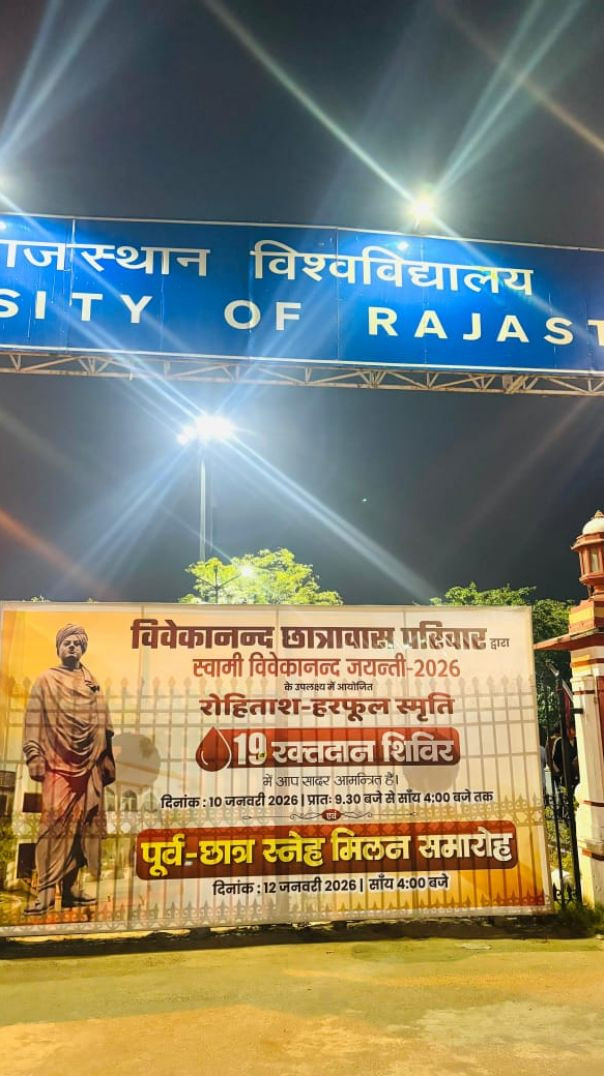 राजस्थान विश्वविद्यालय
SITY OF RAJAST
विवेकानन्द छात्रावास परिवार द्वारा
स्वामी विवेकानन्द जयन्ती-2026
के उपलक्ष्य में आयोजित
रोहिताश-हरफूल स्मृति
19 रक्तदान शिविर
में आप सादर आमन्त्रित हैं।
दिनांक : 10 जनवरी 2026 | प्रातः 9.30 बजे से साँय 4:00 बजे तक
एवं
पूर्व-छात्र स्नेह मिलन समारोह
दिनांक : 12 जनवरी 2026 | साँय 4:00 बजे